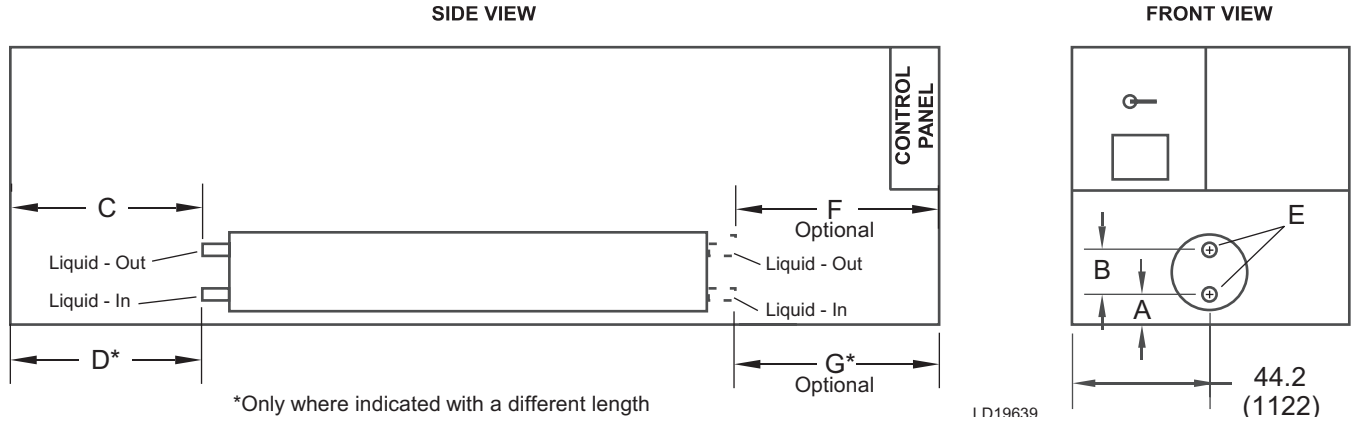 SIDE VIEW
FRONT VIEW
CONTROL
PANEL
C
F
Optional
Liquid - Out
Liquid - In
Liquid - Out
Liquid - In
E
B
A
D*
G*
Optional
*Only where indicated with a different length
LD19639
44.2
(1122)